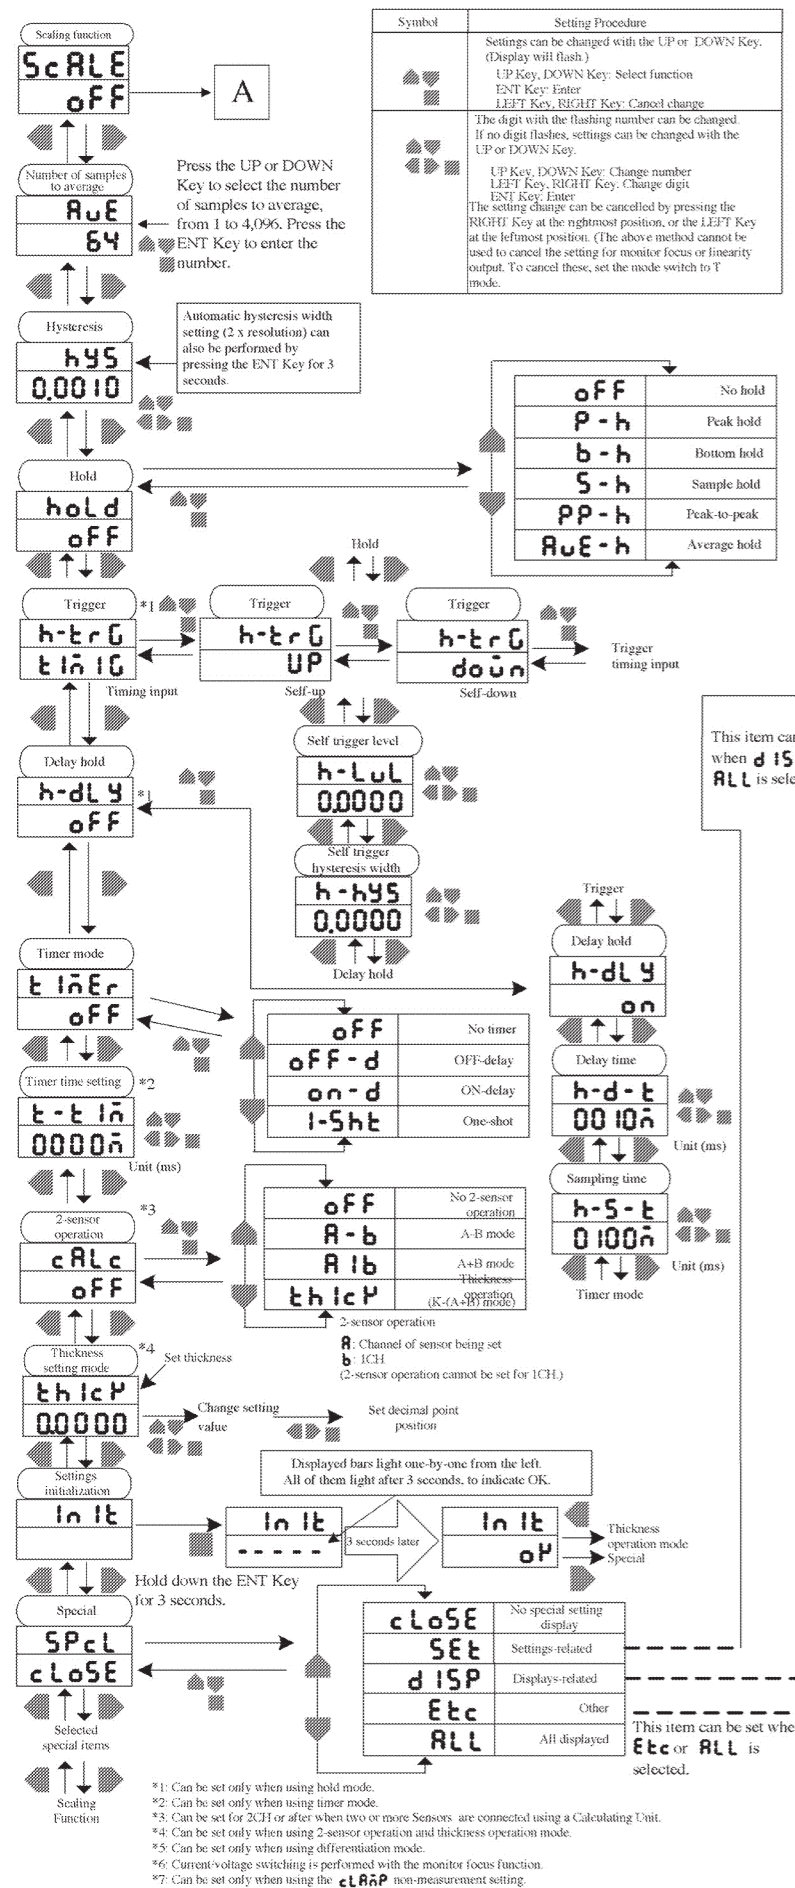 Scaling function
ScALE
oFF
A
Number of samples
to average
AvE
64
Press the UP or DOWN
Key to select the number
of samples to average,
from 1 to 4,096. Press the
ENT Key to enter the
number.
Symbol
Setting Procedure
Settings can be changed with the UP or DOWN Key.
(Display will flash.)
UP Key, DOWN Key: Select function
ENT Key: Enter
LEFT Key, RIGHT Key: Cancel change
The digit with the flashing number can be changed.
If no digit flashes, settings can be changed with the
UP or DOWN Key.
UP Key, DOWN Key: Change number
LEFT Key, RIGHT Key: Change digit
ENT Key: Enter
The setting change can be cancelled by pressing the
RIGHT Key at the rightmost position, or the LEFT Key
at the leftmost position. (The above method cannot be
used to cancel the setting for monitor focus or linearity
output. To cancel these, set the mode switch to T
mode.
Hysteresis
hYS
0.0010
Automatic hysteresis width
setting (2 x resolution) can
also be performed by
pressing the ENT Key for 3
seconds.
Hold
hoLd
oFF
oFF No hold
P-h Peak hold
b-h Bottom hold
S-h Sample hold
PP-h Peak-to-peak
AvE-h Average hold
Hold
Trigger *1
h-trG
tIm IG
Timing input
Trigger
h-trG
UP
Self-up
Trigger
h-trG
down
Self-down
Trigger
timing input
Delay hold
h-dLY *1
oFF
Self trigger level
h-LvL
0.0000
Self trigger
hysteresis width
h-hYS
0.0000
Delay hold
This item can
when dIS
ALL is sele
Timer mode
tImEr
oFF
oFF No timer
oFF-d OFF-delay
on-d ON-delay
1-Sht One-shot
Timer time setting *2
t-tIm
0000m
Unit (ms)
Trigger
Delay hold
h-dLY
on
Delay time
h-d-t
0010m
Unit (ms)
Sampling time
h-S-t
0100m
Unit (ms)
Timer mode
2-sensor
operation *3
cALc
oFF
oFF No 2-sensor
operation
A-b A-B mode
A1b A+B mode
thIcK Thickness
operation
(K-(A+B) mode)
2-sensor operation
A: Channel of sensor being set
b: 1CH
(2-sensor operation cannot be set for 1CH.)
Thickness
setting mode *4
thIcK
0.0000
Set thickness
Change setting
value
Set decimal point
position
Displayed bars light one-by-one from the left.
All of them light after 3 seconds, to indicate OK.
Settings
initialization
InIt
InIt
-----
3 seconds later
InIt
oK
Thickness
operation mode
Special
Hold down the ENT Key
for 3 seconds.
Special
SPcL
cLoSE
cLoSE No special setting
display
SEt Settings-related
dISP Displays-related
Etc Other
ALL All displayed
Selected
special items
Scaling
Function
This item can be set whe
Etc or ALL is
selected.
*1: Can be set only when using hold mode.
*2: Can be set only when using timer mode.
*3: Can be set for 2CH or after when two or more Sensors are connected using a Calculating Unit.
*4: Can be set only when using 2-sensor operation and thickness operation mode.
*5: Can be set only when using differentiation mode.
*6: Current/voltage switching is performed with the monitor focus function.
*7: Can be set only when using the cLAmP non-measurement setting.